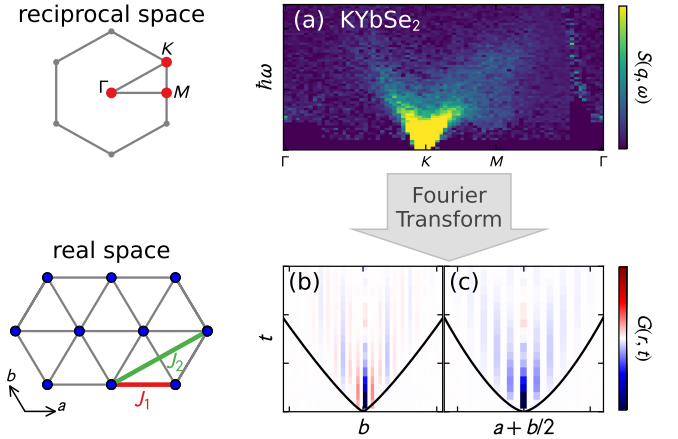 reciprocal space
K
Γ
M
(a) KYbSe₂
ħω
Γ
K
M
Γ
S(q,ω)
Fourier
Transform
real space
J₂
J₁
b
a
(b)
(c)
t
b
a + b/2
G(r, t)